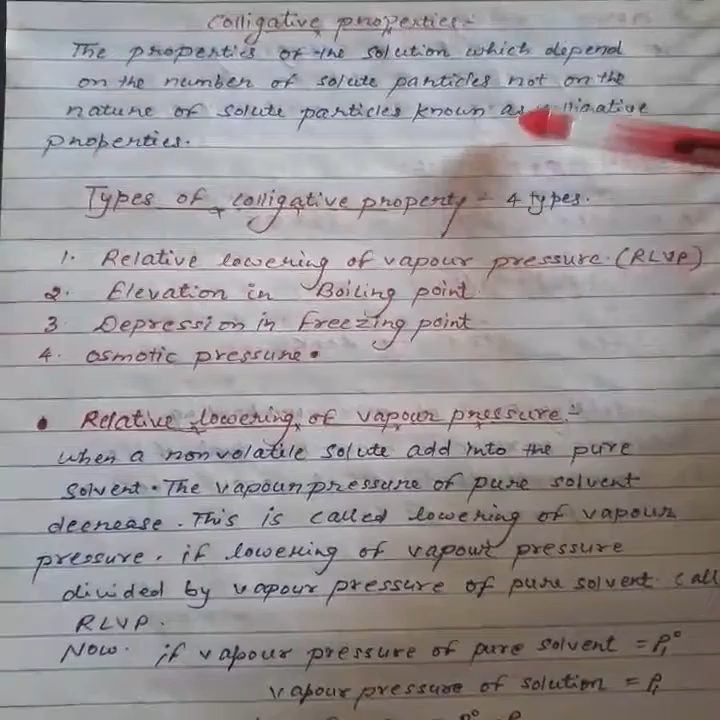 Colligative properties:-
The properties of the solution which depend
on the number of solute particles not on the
nature of solute particles known as
properties.
Types of colligative property - 4 types.
1. Relative lowering of vapour pressure. (RLVP)
2. Elevation in Boiling point
3 Depression in freezing point
4. osmotic pressure.
• Relative lowering of vapour pressure:-
when a nonvolatile solute add into the pure
solvent. The vapour pressure of pure solvent
decrease. This is called lowering of vapour
pressure. if lowering of vapour pressure
divided by vapour pressure of pure solvent call
RLVP.
Now. if vapour pressure of pure solvent = P₁°
vapour pressure of solution = P₁